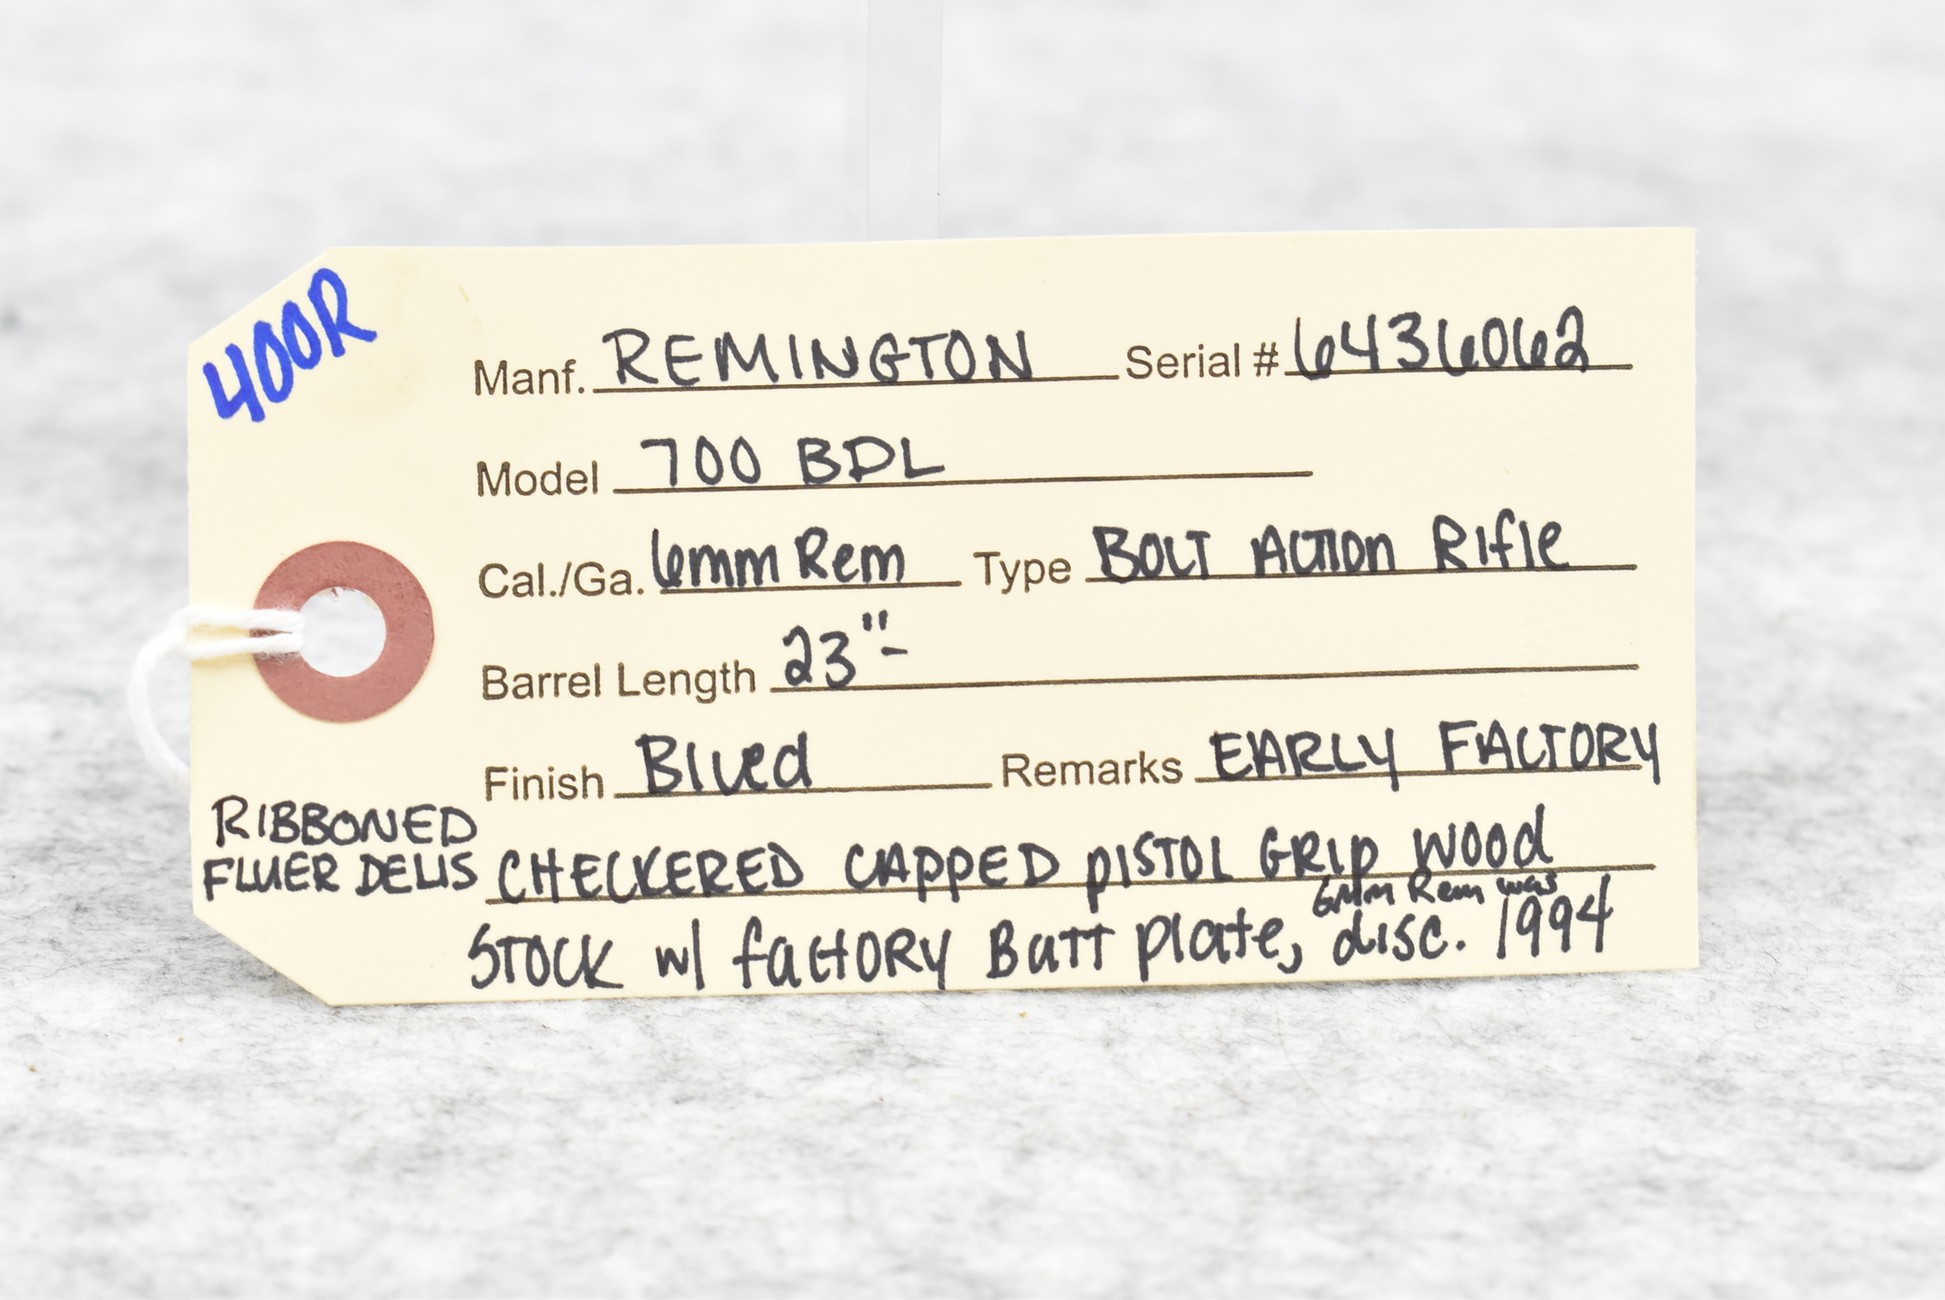 400R
Manf. REMINGTON Serial # 6436062
Model 700 BDL
Cal./Ga. 6mm Rem Type BOLT ACTION RIFLE
Barrel Length 23"-
Finish Blued Remarks EARLY FACTORY
RIBBONED
FLUER DELIS CHECKERED CAPPED PISTOL GRIP WOOD
6mm Rem was
STOCK w/ factory Butt plate, disc. 1994